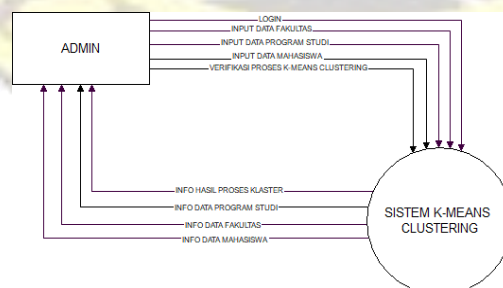 LOGIN
INPUT DATA FAKULTAS
ADMIN
INPUT DATA PROGRAM STUDI
INPUT DATA MAHASISWA
VERIFIKASI PROSES K-MEANS CLUSTERING
INFO HASIL PROSES KLASTER
INFO DATA PROGRAM STUDI
INFO DATA FAKULTAS
INFO DATA MAHASISWA
SISTEM K-MEANS
CLUSTERING